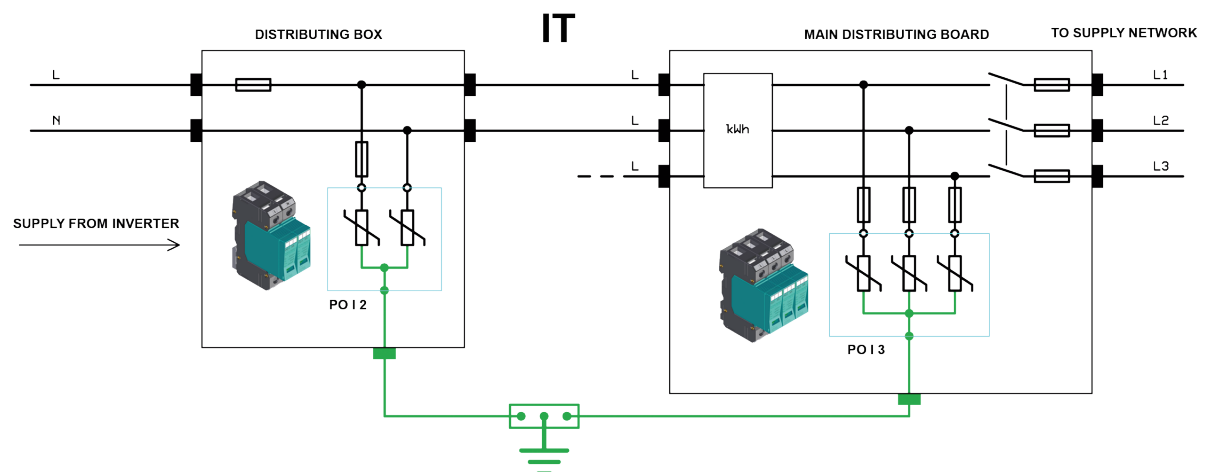 IT
DISTRIBUTING BOX
MAIN DISTRIBUTING BOARD
TO SUPPLY NETWORK
L
L
L1
N
L
kWh
L2
L
L3
SUPPLY FROM INVERTER
PO I 2
PO I 3